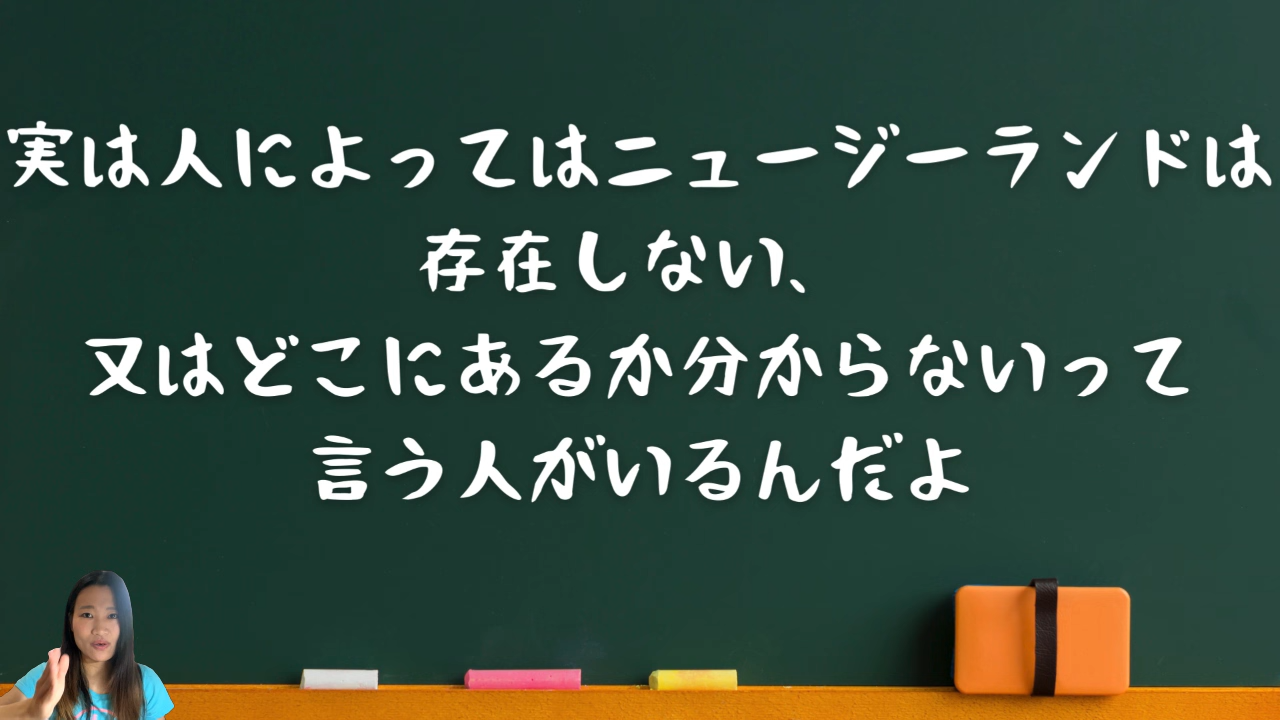 実は人によってはニュージーランドは
存在しない、
又はどこにあるか分からないって
言う人がいるんだよ